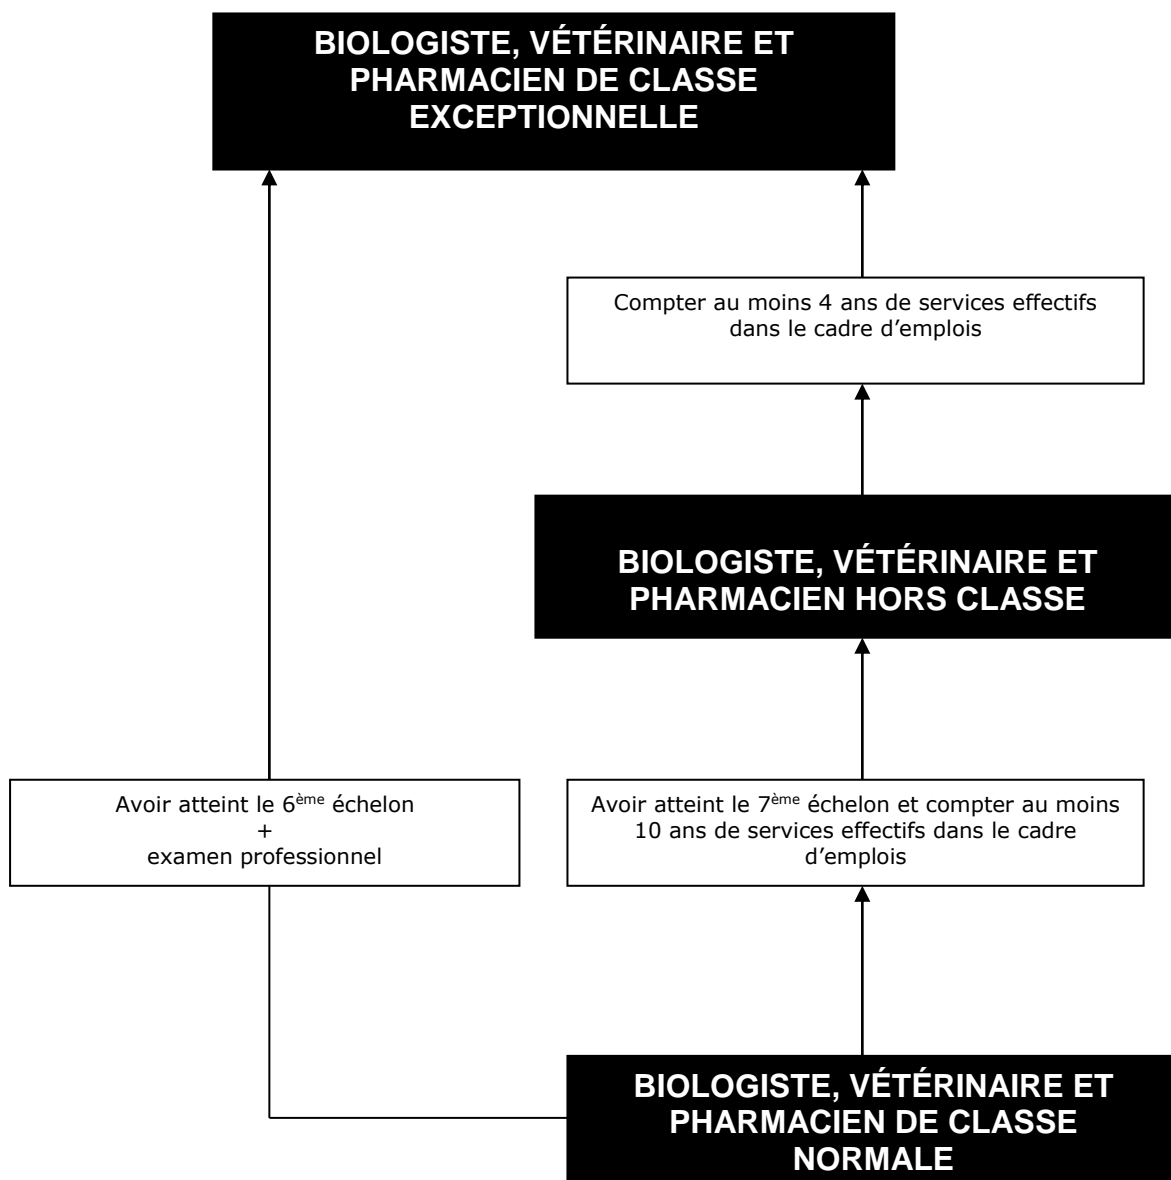 BIOLOGISTE, VÉTÉRINAIRE ET
PHARMACIEN DE CLASSE
EXCEPTIONNELLE
Compter au moins 4 ans de services effectifs
dans le cadre d’emplois
BIOLOGISTE, VÉTÉRINAIRE ET
PHARMACIEN HORS CLASSE
Avoir atteint le 6ème échelon
+
examen professionnel
Avoir atteint le 7ème échelon et compter au moins
10 ans de services effectifs dans le cadre
d’emplois
BIOLOGISTE, VÉTÉRINAIRE ET
PHARMACIEN DE CLASSE
NORMALE